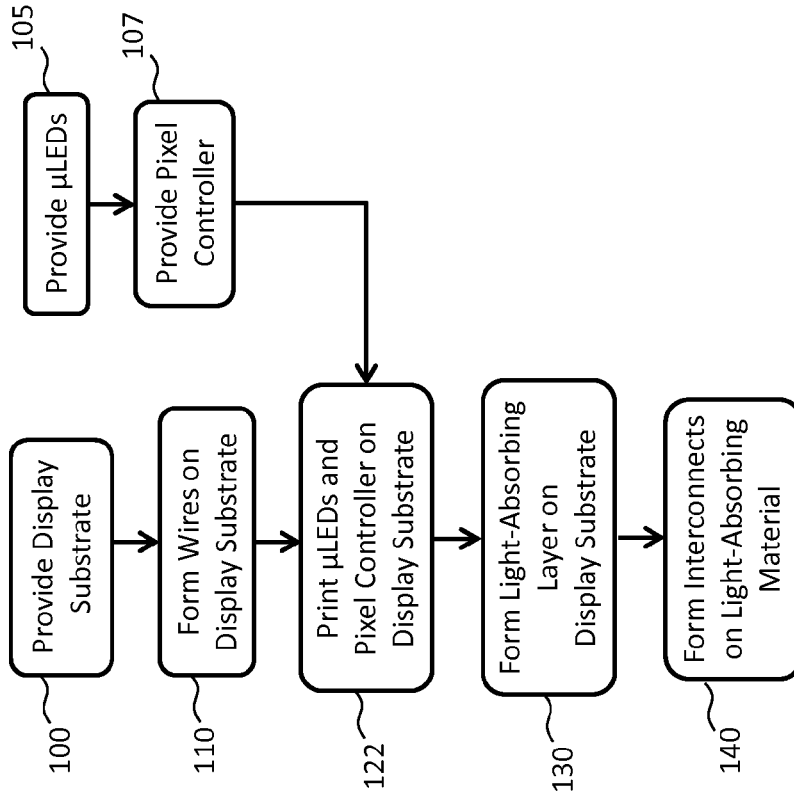 100
Provide Display
Substrate
110
Form Wires on
Display Substrate
105
Provide µLEDs
107
Provide Pixel
Controller
122
Print µLEDs and
Pixel Controller on
Display Substrate
130
Form Light-Absorbing
Layer on
Display Substrate
140
Form Interconnects
on Light-Absorbing
Material